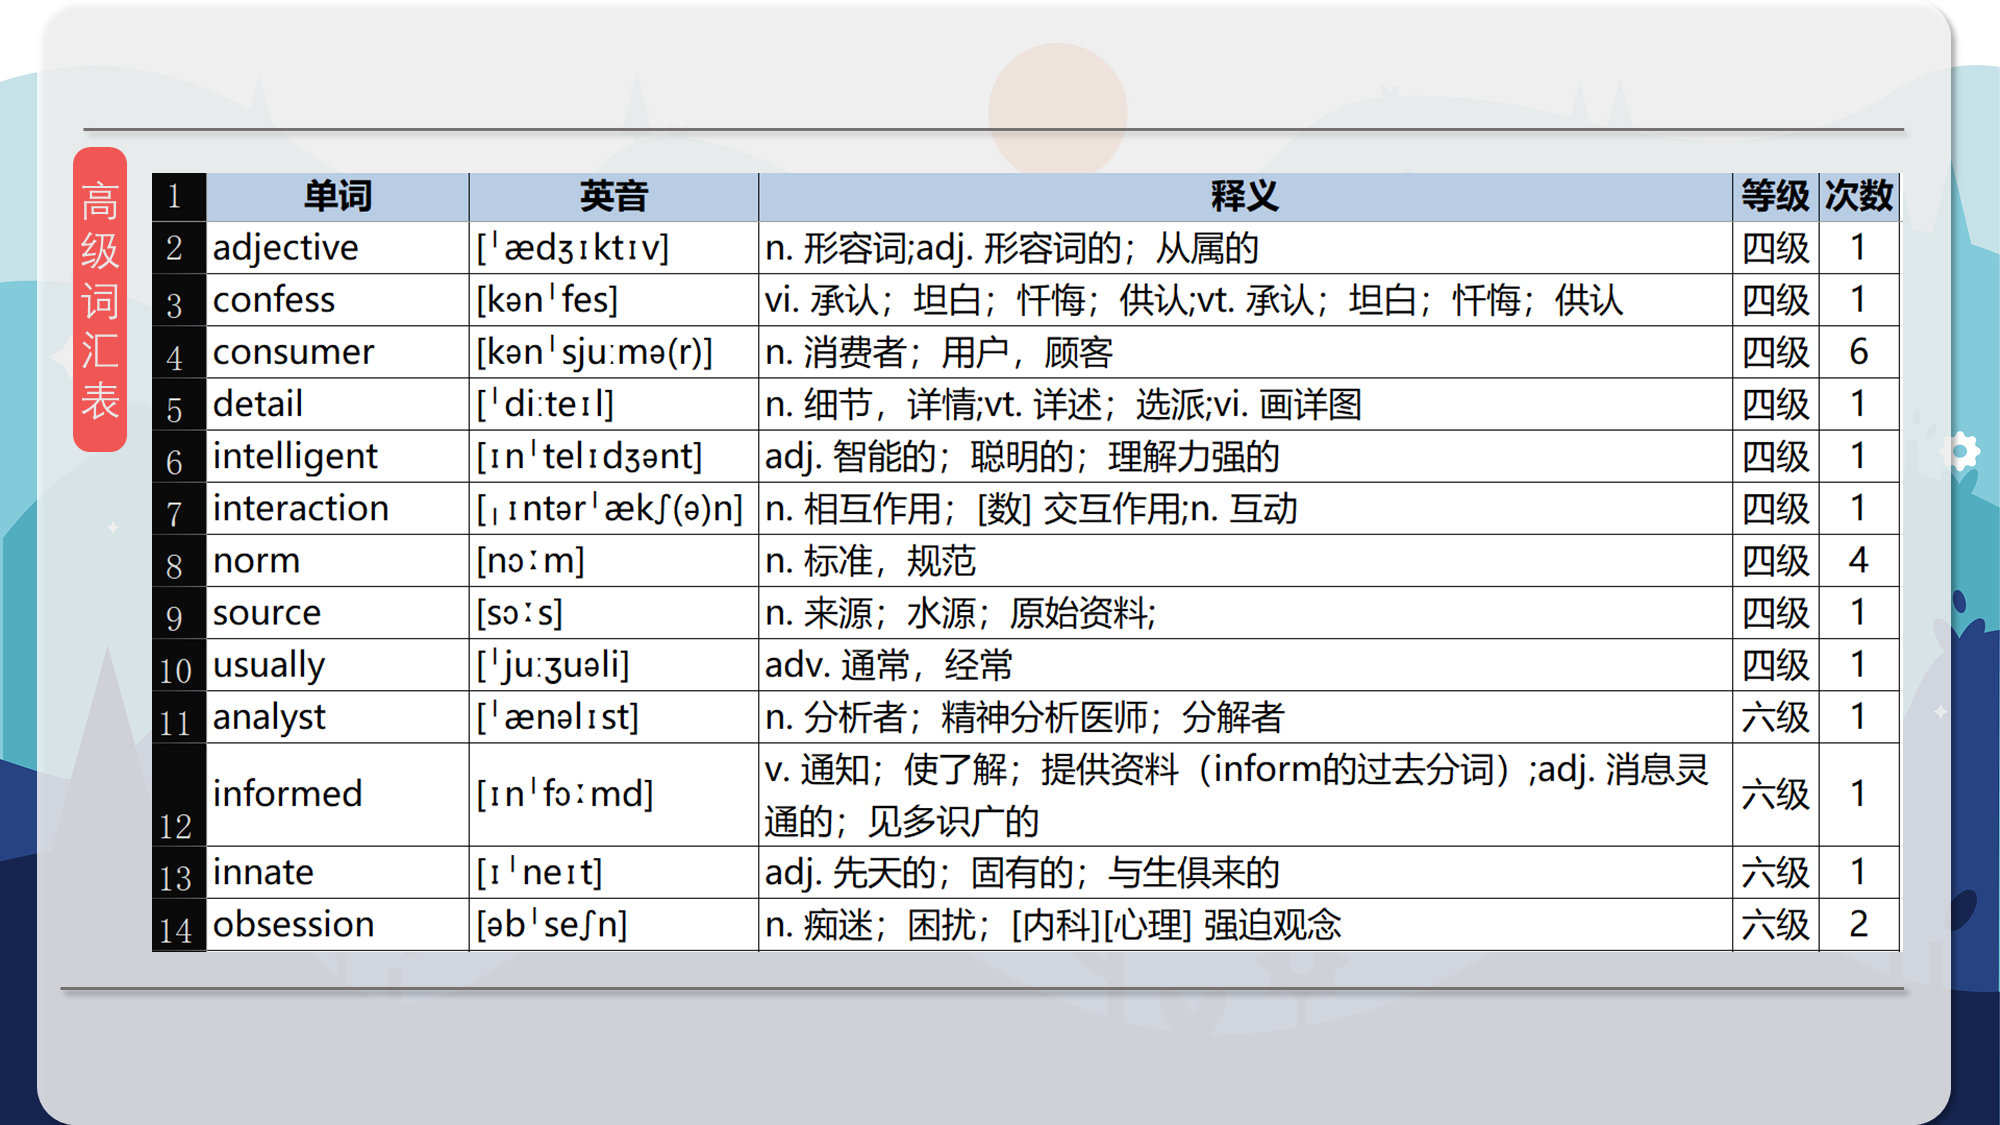 高级词汇表
1 单词 英音 释义 等级 次数
2 adjective [ˈædʒɪktɪv] n. 形容词;adj. 形容词的；从属的 四级 1
3 confess [kənˈfes] vi. 承认；坦白；忏悔；供认;vt. 承认；坦白；忏悔；供认 四级 1
4 consumer [kənˈsjuːmə(r)] n. 消费者；用户，顾客 四级 6
5 detail [ˈdiːteɪl] n. 细节，详情;vt. 详述；选派;vi. 画详图 四级 1
6 intelligent [ɪnˈtelɪdʒənt] adj. 智能的；聪明的；理解力强的 四级 1
7 interaction [ˌɪntərˈækʃ(ə)n] n. 相互作用；[数] 交互作用;n. 互动 四级 1
8 norm [nɔːm] n. 标准，规范 四级 4
9 source [sɔːs] n. 来源；水源；原始资料; 四级 1
10 usually [ˈjuːʒuəli] adv. 通常，经常 四级 1
11 analyst [ˈænəlɪst] n. 分析者；精神分析医师；分解者 六级 1
12 informed [ɪnˈfɔːmd] v. 通知；使了解；提供资料（inform的过去分词）;adj. 消息灵
通的；见多识广的 六级 1
13 innate [ɪˈneɪt] adj. 先天的；固有的；与生俱来的 六级 1
14 obsession [əbˈseʃn] n. 痴迷；困扰；[内科][心理] 强迫观念 六级 2